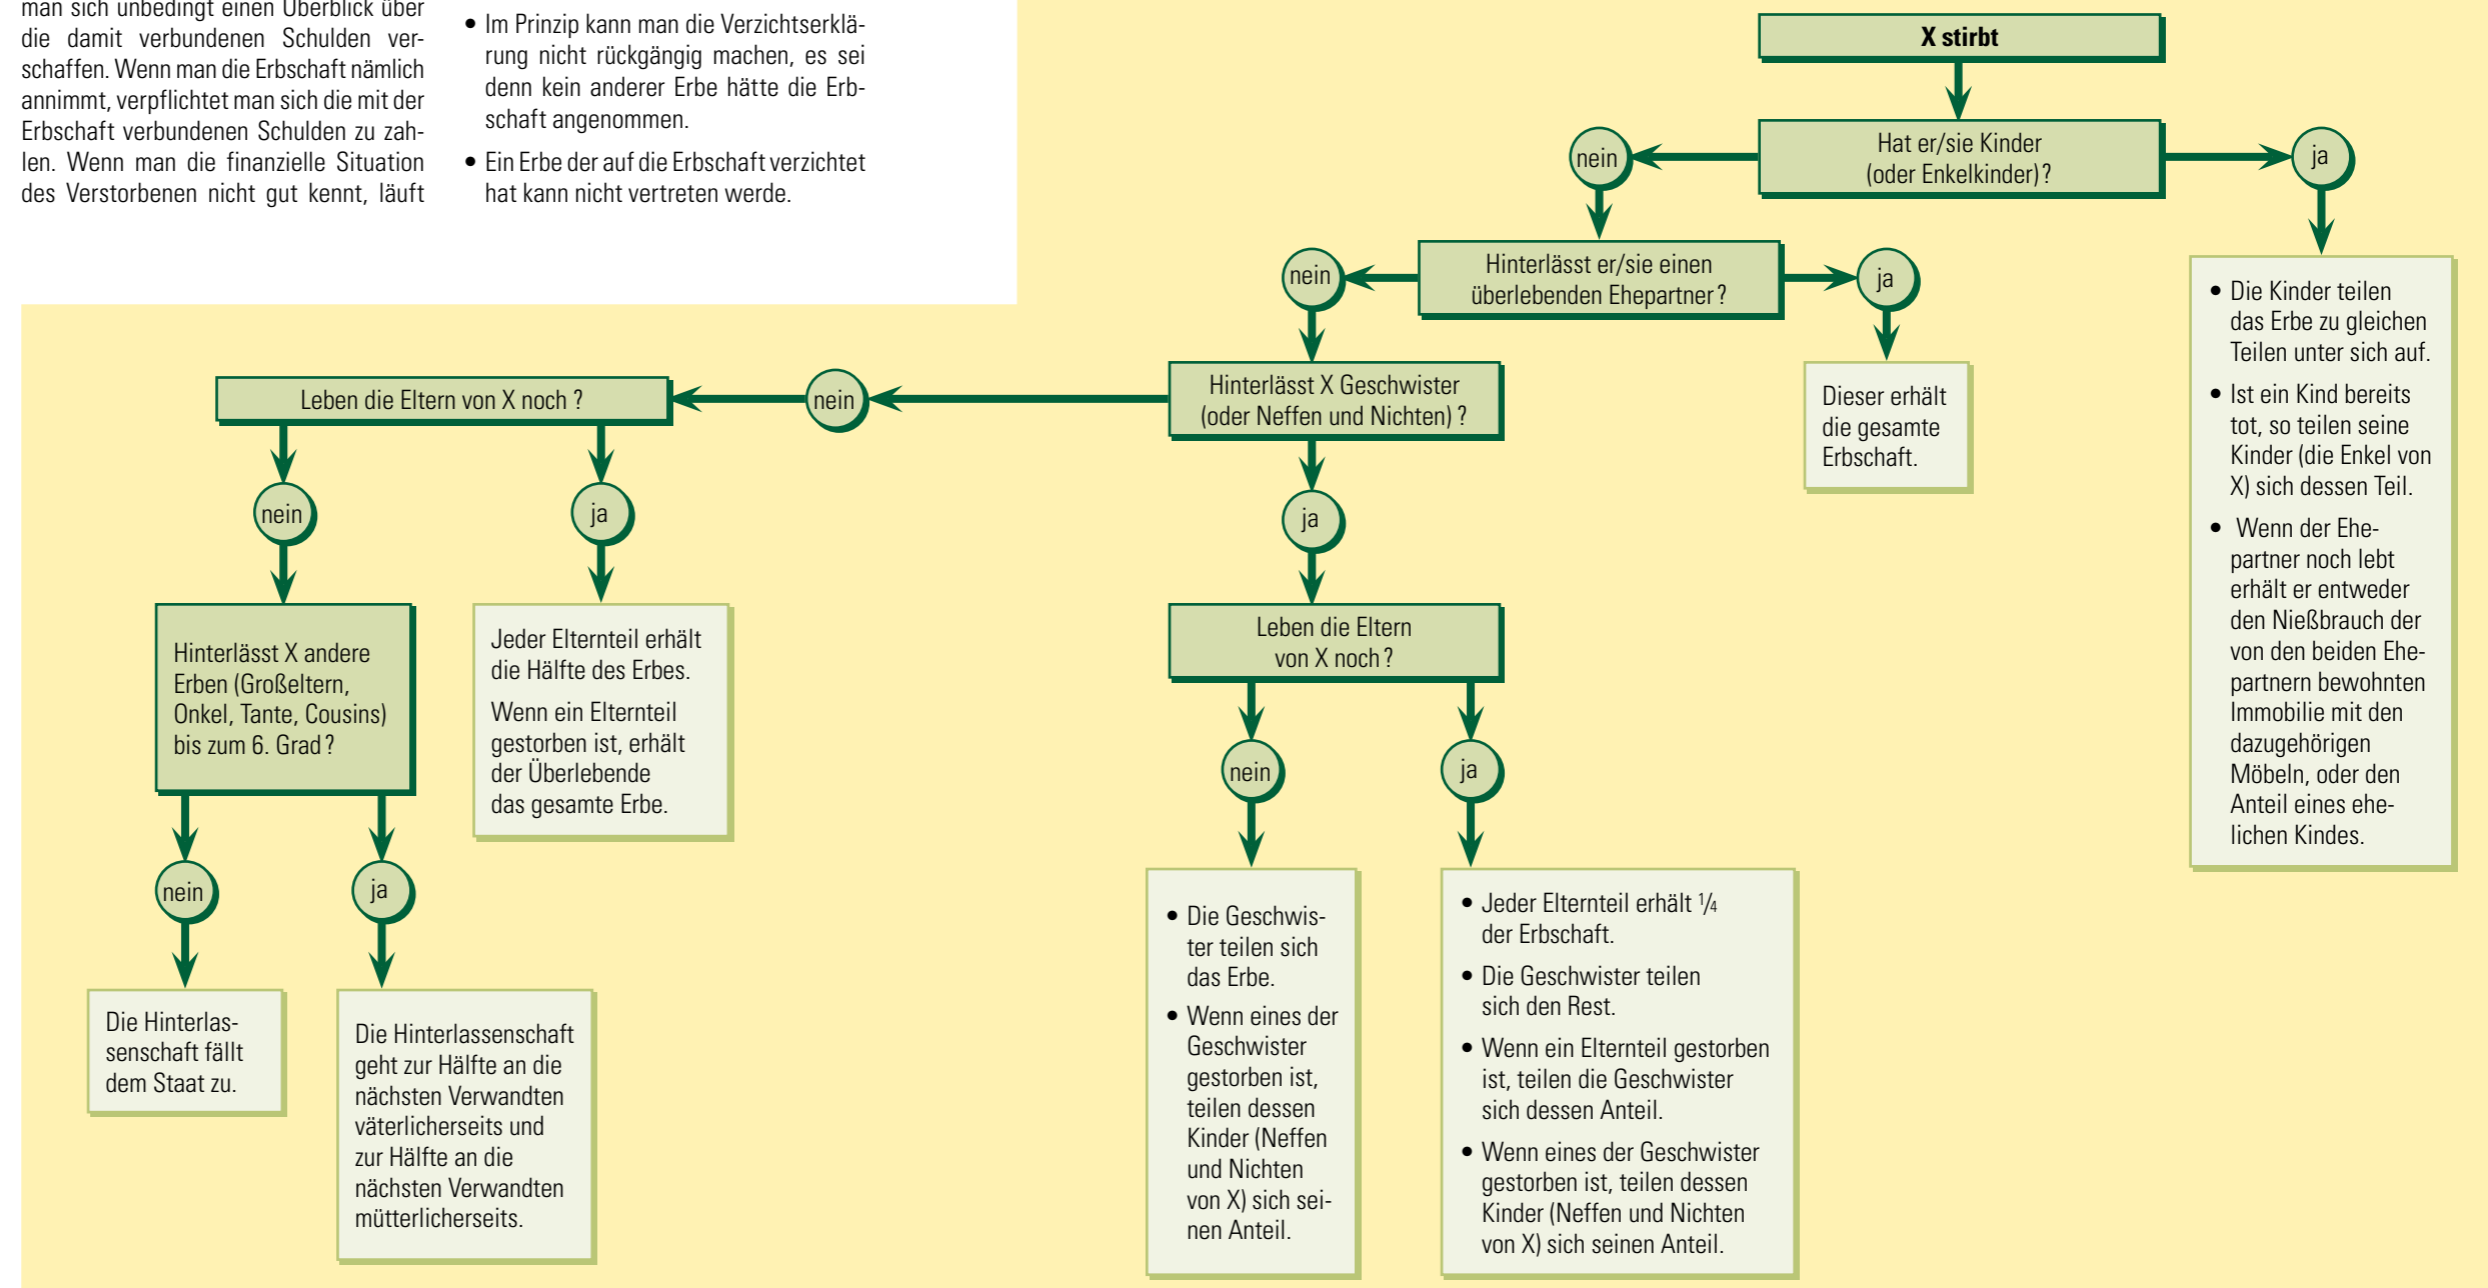 man sich unbedingt einen Überblick über
die damit verbundenen Schulden ver-
schaffen. Wenn man die Erbschaft nämlich
annimmt, verpflichtet man sich die mit der
Erbschaft verbundenen Schulden zu zah-
len. Wenn man die finanzielle Situation
des Verstorbenen nicht gut kennt, läuft
• Im Prinzip kann man die Verzichtserklä-
rung nicht rückgängig machen, es sei
denn kein anderer Erbe hätte die Erb-
schaft angenommen.
• Ein Erbe der auf die Erbschaft verzichtet
hat kann nicht vertreten werde.
X stirbt
Hat er/sie Kinder
(oder Enkelkinder) ?
nein
ja
Hinterlässt er/sie einen
überlebenden Ehepartner ?
nein
ja
• Die Kinder teilen
das Erbe zu gleichen
Teilen unter sich auf.
• Ist ein Kind bereits
tot, so teilen seine
Kinder (die Enkel von
X) sich dessen Teil.
• Wenn der Ehe-
partner noch lebt
erhält er entweder
den Nießbrauch der
von den beiden Ehe-
partnern bewohnten
Immobilie mit den
dazugehörigen
Möbeln, oder den
Anteil eines ehe-
lichen Kindes.
Dieser erhält
die gesamte
Erbschaft.
Hinterlässt X Geschwister
(oder Neffen und Nichten) ?
nein
ja
Leben die Eltern von X noch ?
nein
ja
Hinterlässt X andere
Erben (Großeltern,
Onkel, Tante, Cousins)
bis zum 6. Grad ?
Jeder Elternteil erhält
die Hälfte des Erbes.
Wenn ein Elternteil
gestorben ist, erhält
der Überlebende
das gesamte Erbe.
nein
ja
Die Hinterlas-
senschaft fällt
dem Staat zu.
Die Hinterlassenschaft
geht zur Hälfte an die
nächsten Verwandten
väterlicherseits und
zur Hälfte an die
nächsten Verwandten
mütterlicherseits.
Leben die Eltern
von X noch ?
nein
ja
• Die Geschwis-
ter teilen sich
das Erbe.
• Wenn eines der
Geschwister
gestorben ist,
teilen dessen
Kinder (Neffen
und Nichten
von X) sich sei-
nen Anteil.
• Jeder Elternteil erhält 1/4
der Erbschaft.
• Die Geschwister teilen
sich den Rest.
• Wenn ein Elternteil gestorben
ist, teilen die Geschwister
sich dessen Anteil.
• Wenn eines der Geschwister
gestorben ist, teilen dessen
Kinder (Neffen und Nichten
von X) sich seinen Anteil.